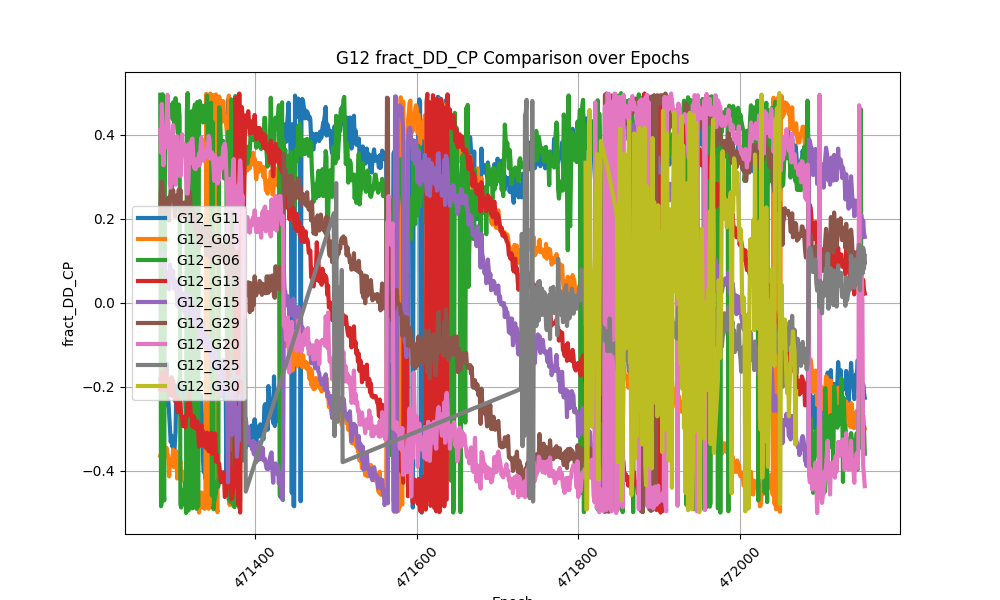 G12 fract_DD_CP Comparison over Epochs
fract_DD_CP
0.4
0.2
0.0
−0.2
−0.4
G12_G11
G12_G05
G12_G06
G12_G13
G12_G15
G12_G29
G12_G20
G12_G25
G12_G30
471400
471600
471800
472000
Epoch